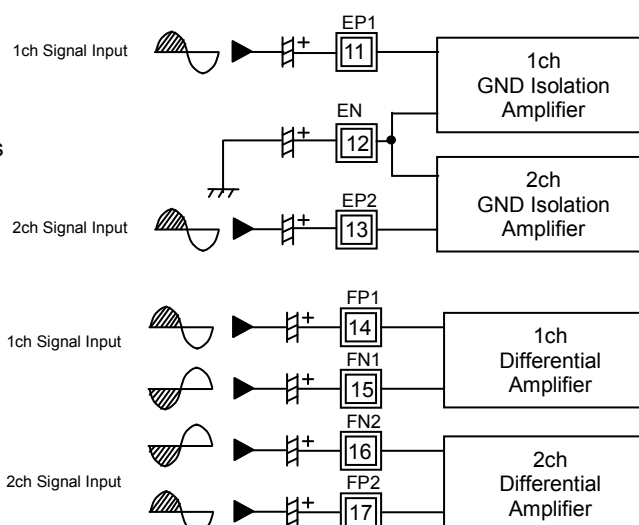 EP1
1ch Signal Input
+
11
1ch
GND Isolation
Amplifier
EN
+
12
s
EP2
2ch Signal Input
+
13
2ch
GND Isolation
Amplifier
FP1
1ch Signal Input
+
14
FN1
+
15
1ch
Differential
Amplifier
FN2
+
16
2ch Signal Input
FP2
+
17
2ch
Differential
Amplifier